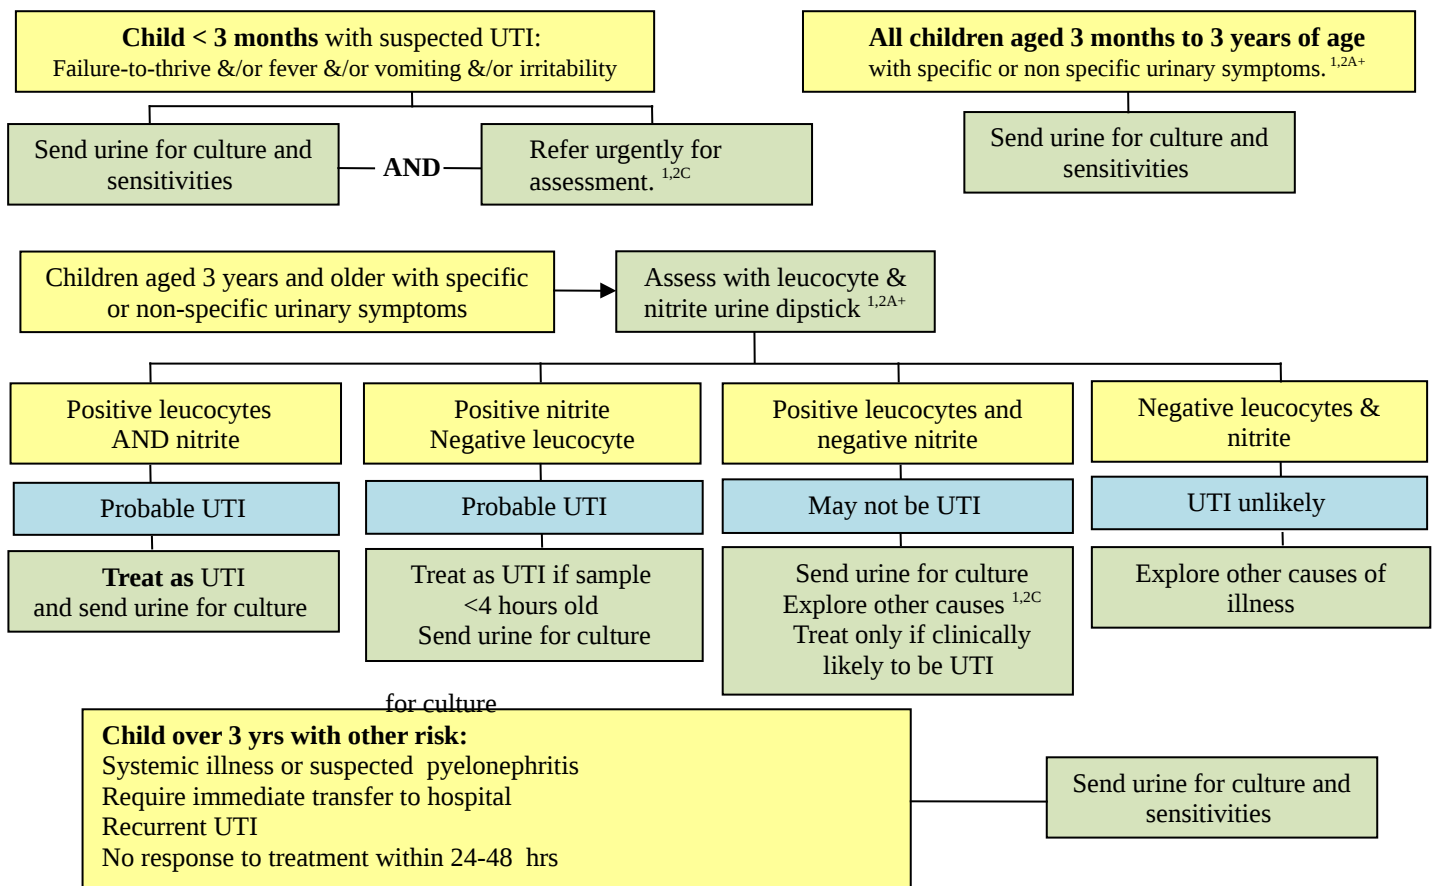 Child < 3 months with suspected UTI:
Failure-to-thrive &/or fever &/or vomiting &/or irritability
All children aged 3 months to 3 years of age
with specific or non specific urinary symptoms. 1,2A+
Send urine for culture and
sensitivities
AND
Refer urgently for
assessment. 1,2C
Send urine for culture and
sensitivities
Children aged 3 years and older with specific
or non-specific urinary symptoms
Assess with leucocyte &
nitrite urine dipstick 1,2A+
Positive leucocytes
AND nitrite
Positive nitrite
Negative leucocyte
Positive leucocytes and
negative nitrite
Negative leucocytes &
nitrite
Probable UTI
Probable UTI
May not be UTI
UTI unlikely
Treat as UTI
and send urine for culture
Treat as UTI if sample
<4 hours old
Send urine for culture
Send urine for culture
Explore other causes 1,2C
Treat only if clinically
likely to be UTI
Explore other causes of
illness
for culture
Child over 3 yrs with other risk:
Systemic illness or suspected pyelonephritis
Require immediate transfer to hospital
Recurrent UTI
No response to treatment within 24-48 hrs
Send urine for culture and
sensitivities